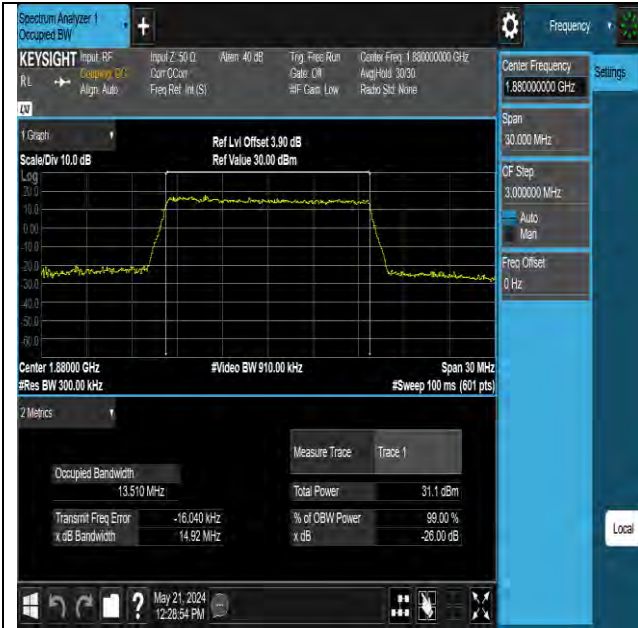 Spectrum Analyzer 1
Occupied BW
Frequency
KEYSIGHT Input: RF Input Z: 50 Ω Atten: 40 dB Trig: Free Run Center Freq: 1.880000000 GHz
RL Coupling: DC Corr CCorr Gate: Off Avg|Hold: 30/30
Align: Auto Freq Ref: Int (S) #IF Gain: Low Radio Std: None
LW
Center Frequency
1.880000000 GHz
Settings
Span
30.000 MHz
CF Step
3.000000 MHz
Auto
Man
Freq Offset
0 Hz
1 Graph
Ref Lvl Offset 3.90 dB
Scale/Div 10.0 dB Ref Value 30.00 dBm
Log
20.0
10.0
0.00
-10.0
-20.0
-30.0
-40.0
-50.0
-60.0
Center 1.88000 GHz #Video BW 910.00 kHz Span 30 MHz
#Res BW 300.00 kHz #Sweep 100 ms (601 pts)
2 Metrics
Measure Trace Trace 1
Occupied Bandwidth
13.510 MHz Total Power 31.1 dBm
Transmit Freq Error -16.040 kHz % of OBW Power 99.00 %
x dB Bandwidth 14.92 MHz x dB -26.00 dB
Local
May 21, 2024
12:28:54 PM